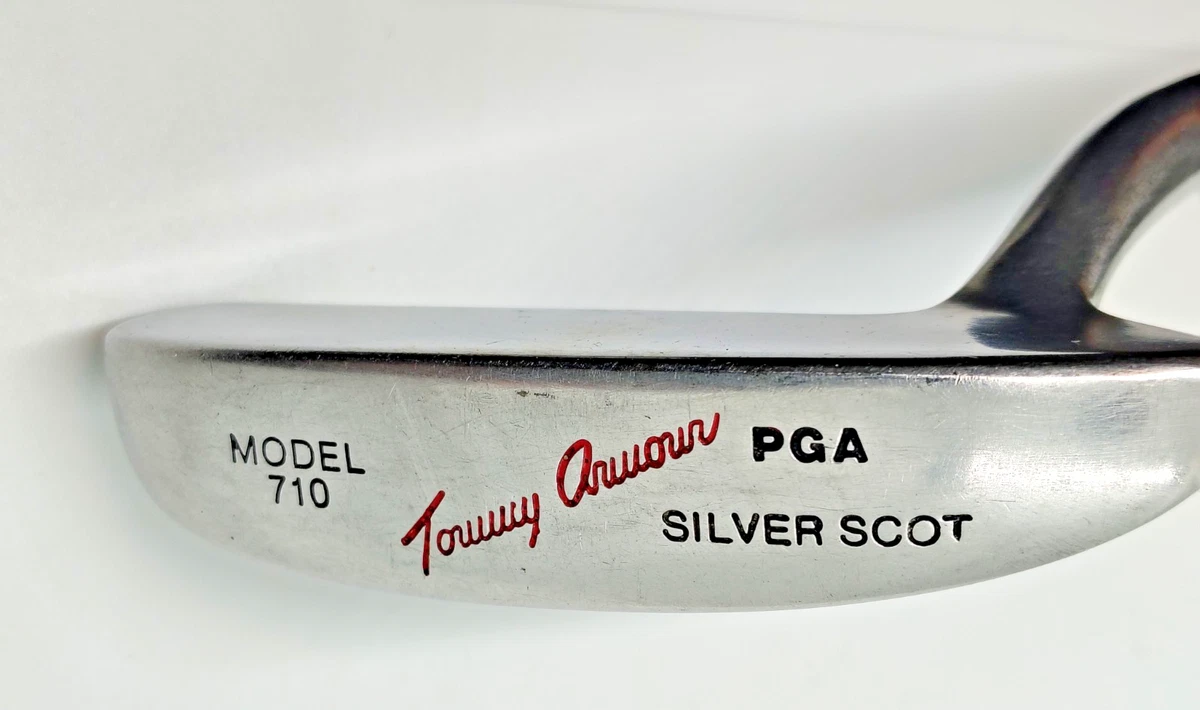 MODEL
710
Tommy Armour
PGA
SILVER SCOT